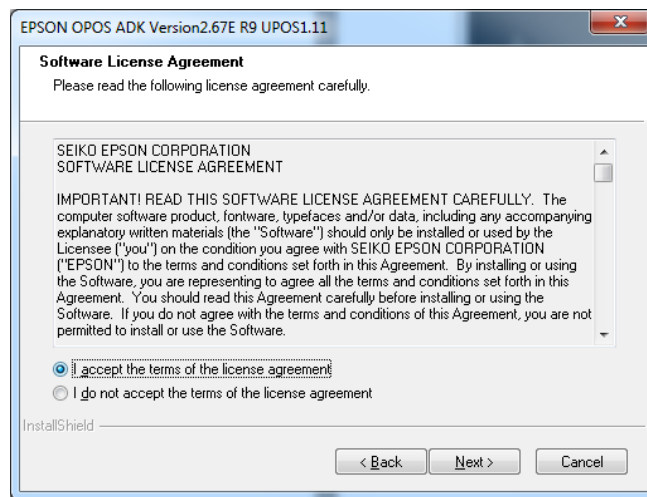 EPSON OPOS ADK Version2.67E R9 UPOS1.11
Software License Agreement
Please read the following license agreement carefully.
SEIKO EPSON CORPORATION
SOFTWARE LICENSE AGREEMENT
IMPORTANT! READ THIS SOFTWARE LICENSE AGREEMENT CAREFULLY. The
computer software product, fontware, typefaces and/or data, including any accompanying
explanatory written materials (the "Software") should only be installed or used by the
Licensee ("you") on the condition you agree with SEIKO EPSON CORPORATION
("EPSON") to the terms and conditions set forth in this Agreement. By installing or using
the Software, you are representing to agree all the terms and conditions set forth in this
Agreement. You should read this Agreement carefully before installing or using the
Software. If you do not agree with the terms and conditions of this Agreement, you are not
permitted to install or use the Software.
I accept the terms of the license agreement
I do not accept the terms of the license agreement
InstallShield
< Back
Next >
Cancel